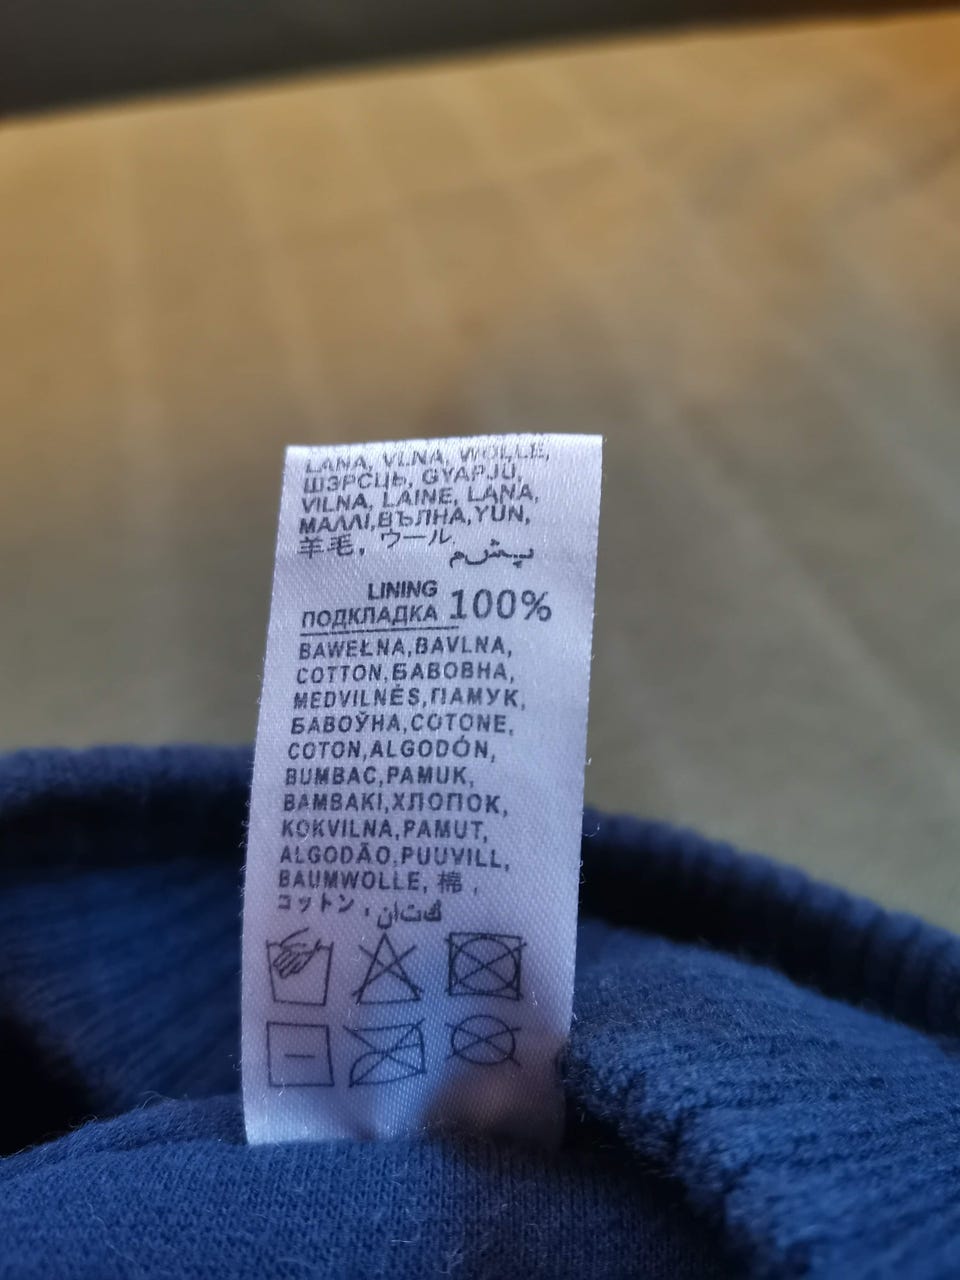 LANA, VLNA, WOLLE,
ШЭРСЦЬ, GYAPJÚ,
VILNA, LAINE, LANA,
ΜΑΛΛΙ,ВЪЛНА,YUN,
羊毛, ウール,
پشم
LINING
ПОДКЛАДКА 100%
BAWEŁNA,BAVLNA,
COTTON,БАВОВНА,
MEDVILNĖS,ПАМУК,
БАВОЎНА,COTONE,
COTON,ALGODÓN,
BUMBAC,PAMUK,
BAMBAKI,ХЛОПОК,
KOKVILNA,PAMUT,
ALGODÃO,PUUVILL,
BAUMWOLLE, 棉,
コットン, كتان